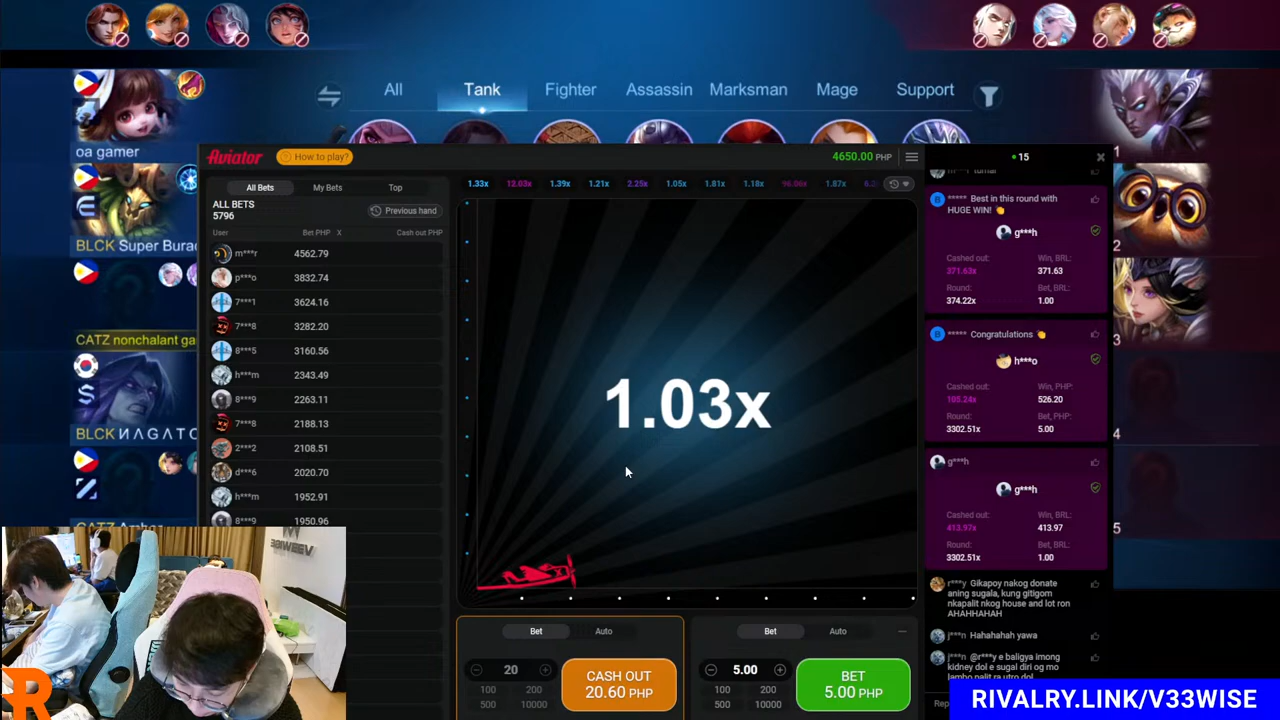 All
Tank
Fighter
Assassin
Marksman
Mage
Support
oa gamer
BLCK Super Burac
CATZ nonchalant ga
BLCK ИΛGΛTC
1
2
3
4
5
Aviator
? How to play?
4650.00 PHP
15
All Bets
My Bets
Top
ALL BETS
5796
Previous hand
User Bet PHP X Cash out PHP
m***r 4562.79
p***o 3832.74
7***1 3624.16
7***8 3282.20
8***5 3160.56
h***m 2343.49
8***9 2263.11
7***8 2188.13
2***2 2108.51
d***6 2020.70
h***m 1952.91
8***9 1950.96
1.33x 12.03x 1.39x 1.21x 2.25x 1.05x 1.81x 1.18x 96.06x 1.87x
1.03x
Bet Auto
20
100 200
500 10000
CASH OUT
20.60 PHP
Bet Auto
5.00
100 200
500 10000
BET
5.00 PHP
B ***** Best in this round with
HUGE WIN! 👏
g***h
Cashed out: Win, BRL:
371.63x 371.63
Round: Bet, BRL:
374.22x 1.00
B ***** Congratulations 👏
h***o
Cashed out: Win, PHP:
105.24x 526.20
Round: Bet, PHP:
3302.51x 5.00
g***h
g***h
Cashed out: Win, BRL:
413.97x 413.97
Round: Bet, BRL:
3302.51x 1.00
r***y Gikapoy nakog donate
aning sugala, kung gitigom
nkapalit nkog house and lot ron
AHAHHAHAH
j***n Hahahahah yawa
j***n @r***y e baligya imong
kidney dol e sugal diri og mo
lambo palit ra utro dol
Rep
VEEWISE
R
RIVALRY.LINK/V33WISE